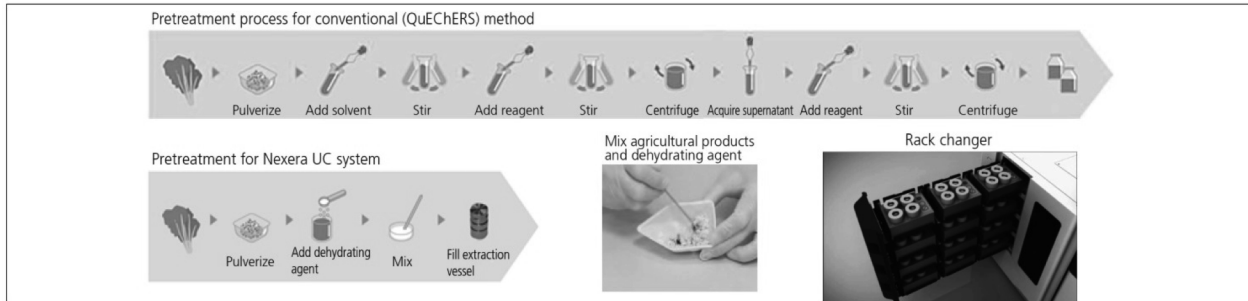 Pretreatment process for conventional (QuEChERS) method
Pulverize
Add solvent
Stir
Add reagent
Stir
Centrifuge
Acquire supernatant
Add reagent
Stir
Centrifuge
Pretreatment for Nexera UC system
Pulverize
Add dehydrating
agent
Mix
Fill extraction
vessel
Mix agricultural products
and dehydrating agent
Rack changer